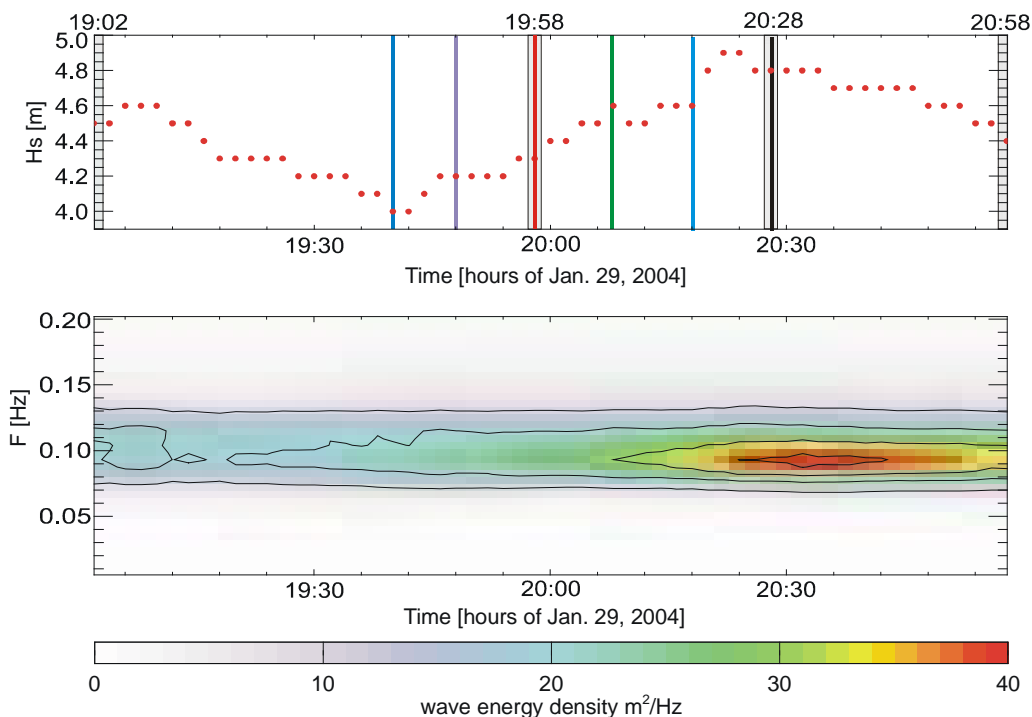 19:02 19:58 20:28 20:58
5.0
4.8
4.6
4.4
4.2
4.0
Hs [m]
19:30 20:00 20:30
Time [hours of Jan. 29, 2004]
0.20
0.15
0.10
0.05
F [Hz]
19:30 20:00 20:30
Time [hours of Jan. 29, 2004]
0 10 20 30 40
wave energy density m²/Hz